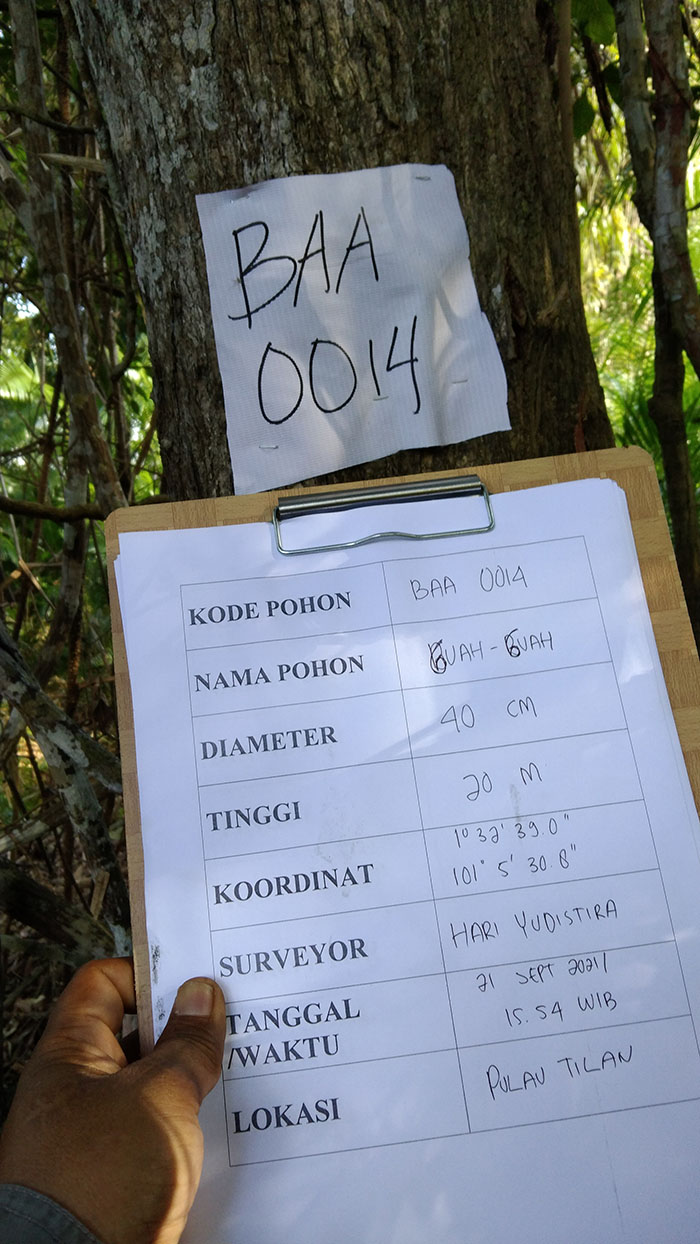 BAA
0014
KODE POHON BAA 0014
NAMA POHON BUAH - BUAH
DIAMETER 40 CM
TINGGI 20 M
KOORDINAT 1° 32' 39.0"
101° 5' 30.8"
SURVEYOR HARI YUDISTIRA
TANGGAL 21 SEPT 2021/
/WAKTU 15.54 WIB
LOKASI PULAU TILAN